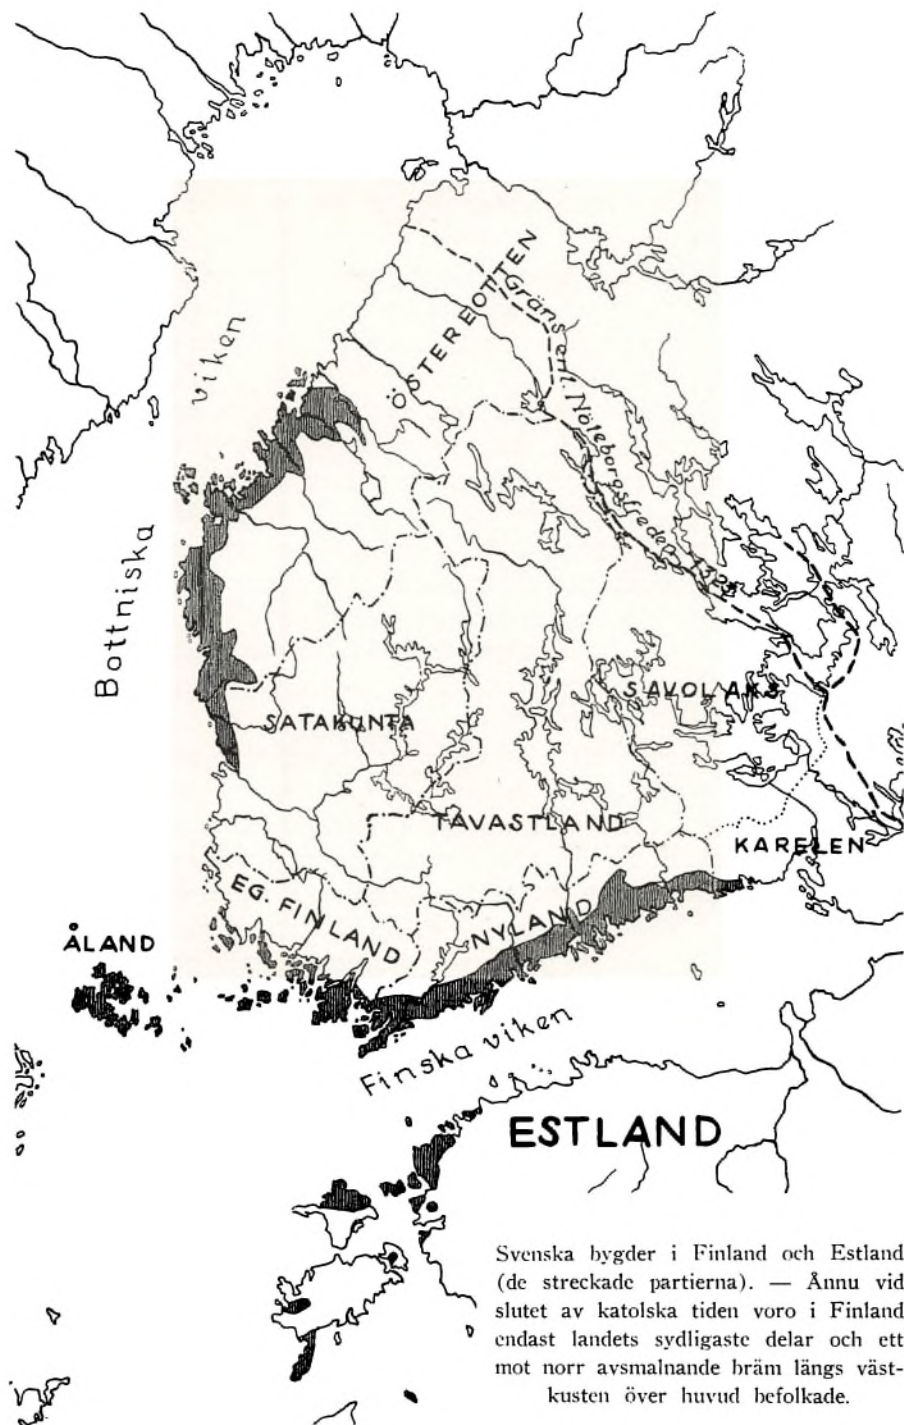 Bottniska viken
ÖSTERBOTTEN
Gräns enl. Nöteborgsfreden 1323
SATAKUNTA
SAVOLAKS
TAVASTLAND
KARELEN
EG. FINLAND
NYLAND
ÅLAND
Finska viken
ESTLAND
Svenska bygder i Finland och Estland
(de streckade partierna). — Ännu vid
slutet av katolska tiden voro i Finland
endast landets sydligaste delar och ett
mot norr avsmalnande bräm längs väst-
kusten över huvud befolkade.